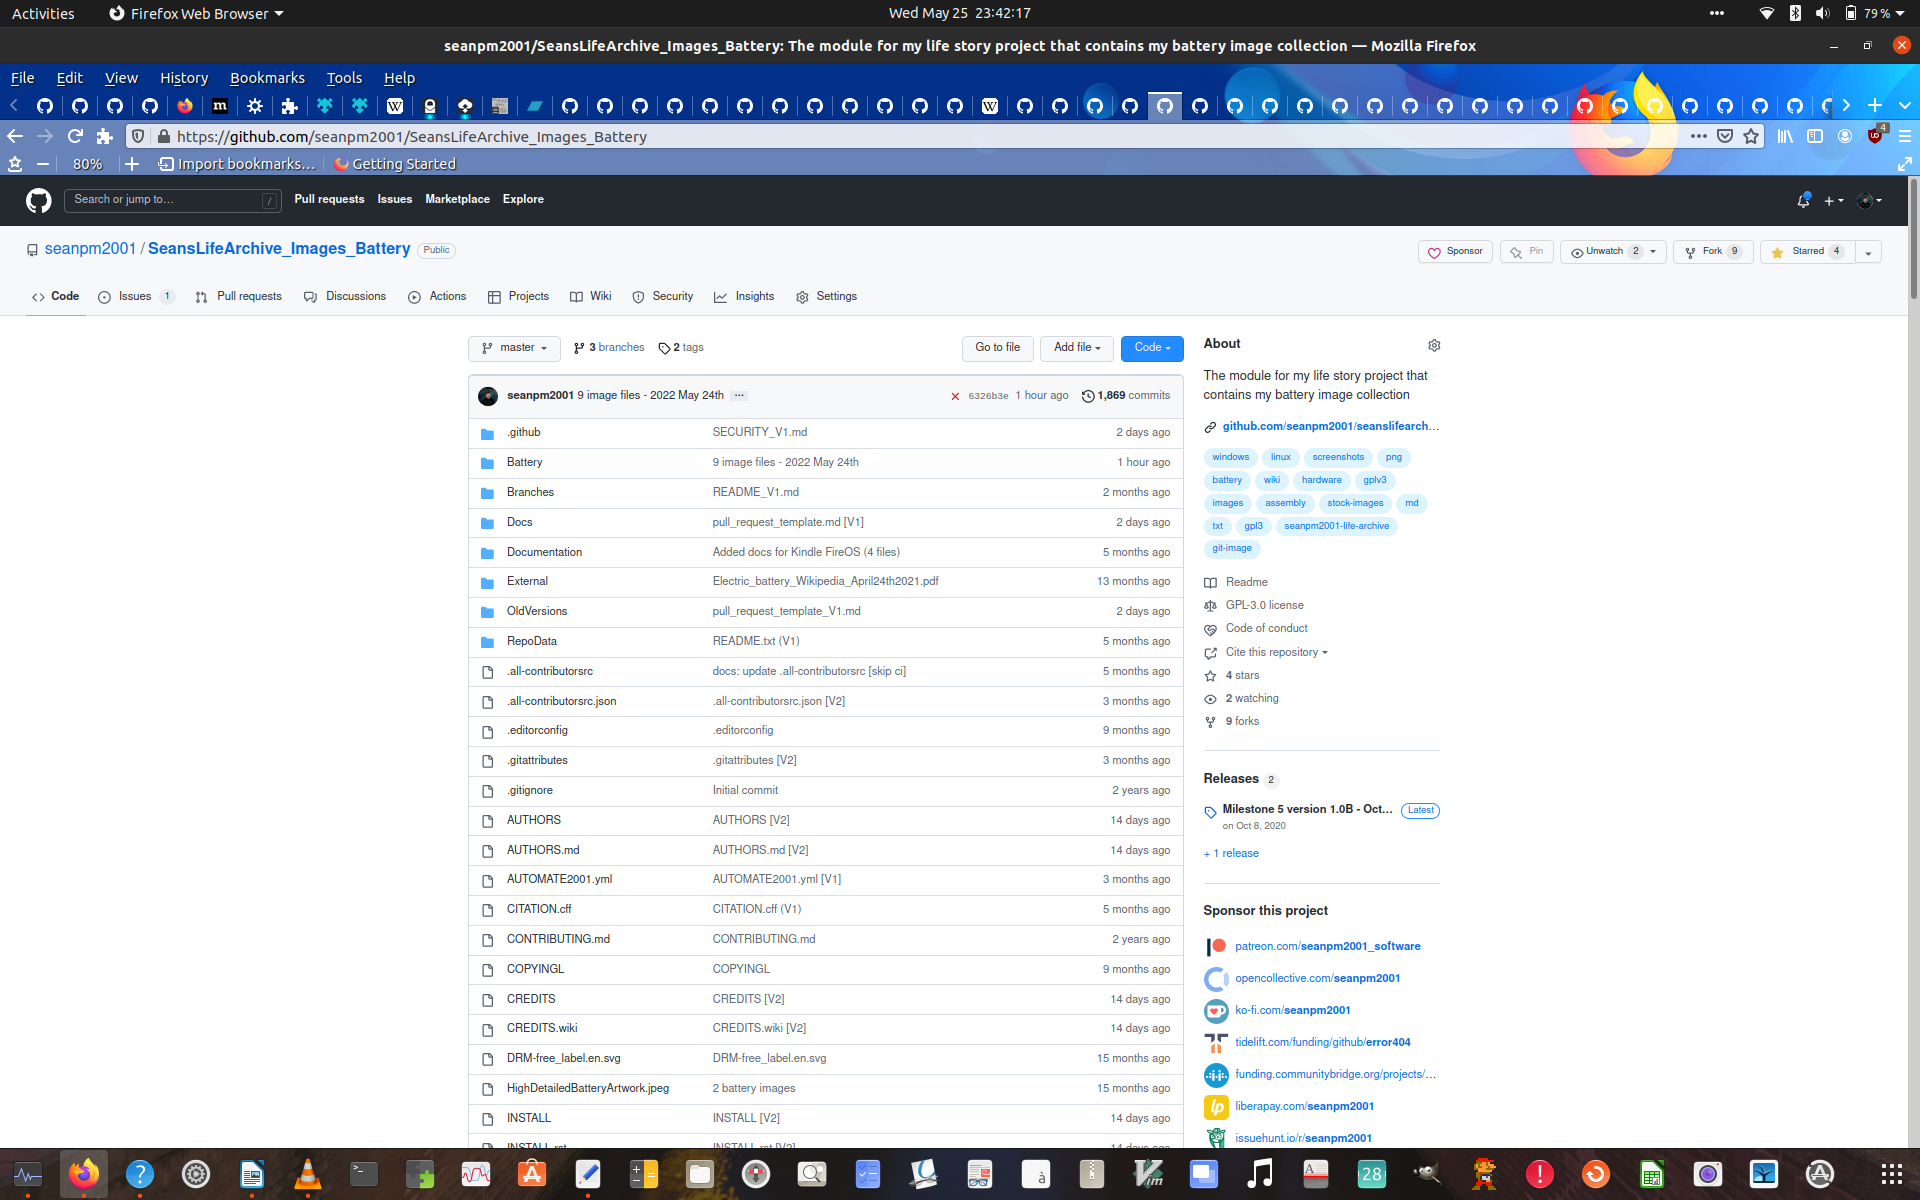 Activities Firefox Web Browser Wed May 25 23:42:17 79 %
seanpm2001/SeansLifeArchive_Images_Battery: The module for my life story project that contains my battery image collection — Mozilla Firefox
File Edit View History Bookmarks Tools Help
https://github.com/seanpm2001/SeansLifeArchive_Images_Battery 4
80% Import bookmarks... Getting Started
Search or jump to... / Pull requests Issues Marketplace Explore
seanpm2001 / SeansLifeArchive_Images_Battery Public
Sponsor Pin Unwatch 2 Fork 9 Starred 4
Code Issues 1 Pull requests Discussions Actions Projects Wiki Security Insights Settings
master 3 branches 2 tags Go to file Add file Code
seanpm2001 9 image files - 2022 May 24th ... 6326b3e 1 hour ago 1,869 commits
.github SECURITY_V1.md 2 days ago
Battery 9 image files - 2022 May 24th 1 hour ago
Branches README_V1.md 2 months ago
Docs pull_request_template.md [V1] 2 days ago
Documentation Added docs for Kindle FireOS (4 files) 5 months ago
External Electric_battery_Wikipedia_April24th2021.pdf 13 months ago
OldVersions pull_request_template_V1.md 2 days ago
RepoData README.txt (V1) 5 months ago
.all-contributorsrc docs: update .all-contributorsrc [skip ci] 5 months ago
.all-contributorsrc.json .all-contributorsrc.json [V2] 3 months ago
.editorconfig .editorconfig 9 months ago
.gitattributes .gitattributes [V2] 3 months ago
.gitignore Initial commit 2 years ago
AUTHORS AUTHORS [V2] 14 days ago
AUTHORS.md AUTHORS.md [V2] 14 days ago
AUTOMATE2001.yml AUTOMATE2001.yml [V1] 3 months ago
CITATION.cff CITATION.cff (V1) 5 months ago
CONTRIBUTING.md CONTRIBUTING.md 2 years ago
COPYINGL COPYINGL 9 months ago
CREDITS CREDITS [V2] 14 days ago
CREDITS.wiki CREDITS.wiki [V2] 14 days ago
DRM-free_label.en.svg DRM-free_label.en.svg 15 months ago
HighDetailedBatteryArtwork.jpeg 2 battery images 15 months ago
INSTALL INSTALL [V2] 14 days ago
INSTALL.rst INSTALL.rst [V2] 14 days ago
About
The module for my life story project that
contains my battery image collection
github.com/seanpm2001/seanslifearch...
windows linux screenshots png
battery wiki hardware gplv3
images assembly stock-images md
txt gpl3 seanpm2001-life-archive
git-image
Readme
GPL-3.0 license
Code of conduct
Cite this repository
4 stars
2 watching
9 forks
Releases 2
Milestone 5 version 1.0B - Oct... Latest
on Oct 8, 2020
+ 1 release
Sponsor this project
patreon.com/seanpm2001_software
opencollective.com/seanpm2001
ko-fi.com/seanpm2001
tidelift.com/funding/github/error404
funding.communitybridge.org/projects/...
liberapay.com/seanpm2001
issuehunt.io/r/seanpm2001
28